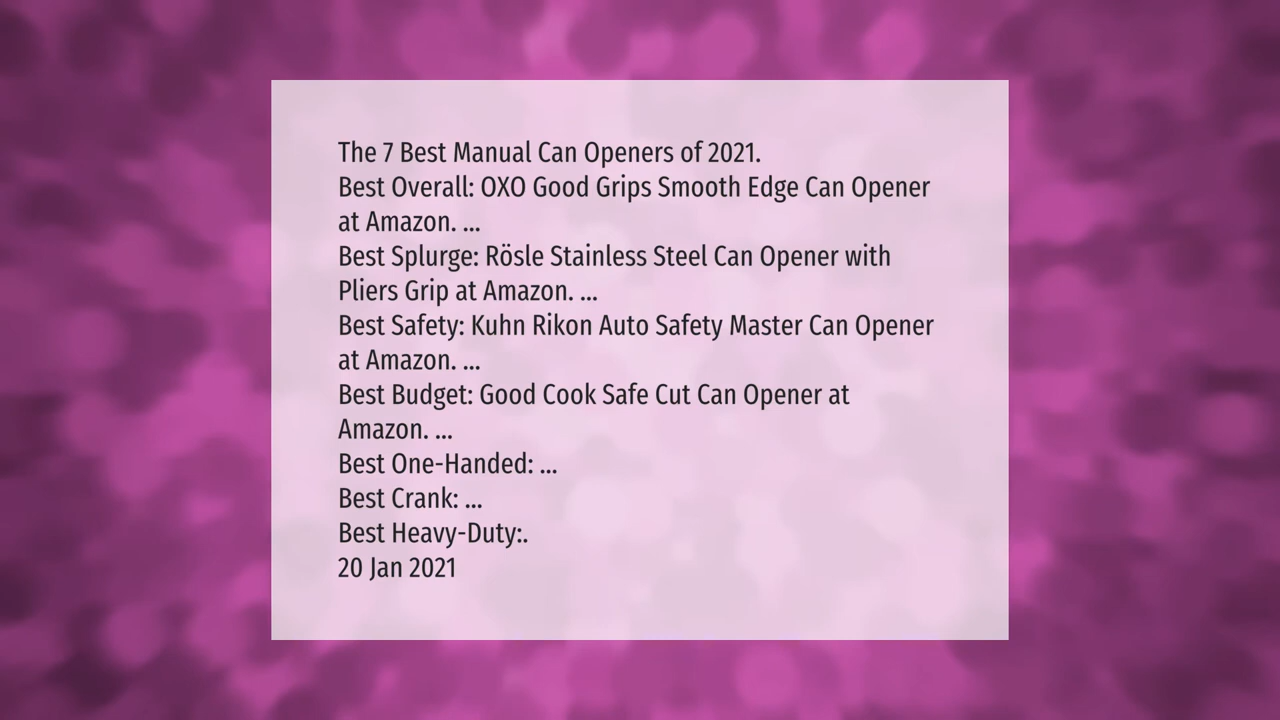 The 7 Best Manual Can Openers of 2021.
Best Overall: OXO Good Grips Smooth Edge Can Opener
at Amazon. ...
Best Splurge: Rösle Stainless Steel Can Opener with
Pliers Grip at Amazon. ...
Best Safety: Kuhn Rikon Auto Safety Master Can Opener
at Amazon. ...
Best Budget: Good Cook Safe Cut Can Opener at
Amazon. ...
Best One-Handed: ...
Best Crank: ...
Best Heavy-Duty:.
20 Jan 2021